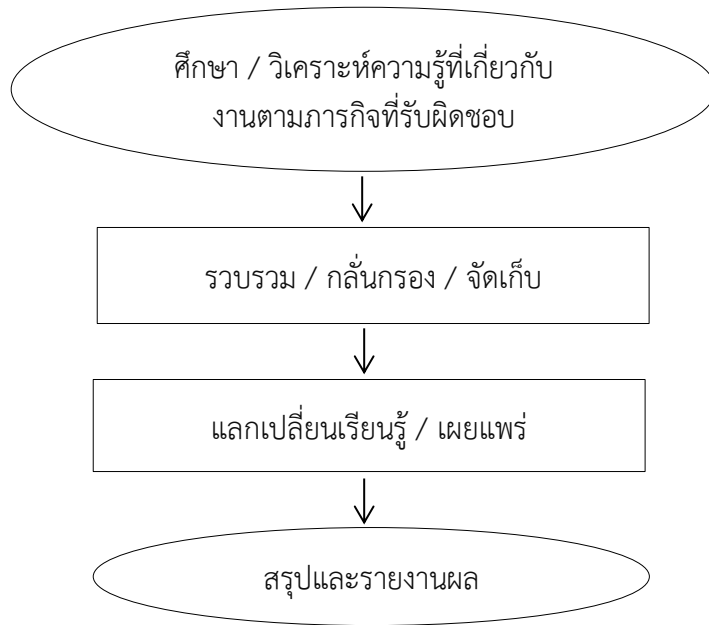 ศึกษา / วิเคราะห์ความรู้ที่เกี่ยวกับ
งานตามภารกิจที่รับผิดชอบ
รวบรวม / กลั่นกรอง / จัดเก็บ
แลกเปลี่ยนเรียนรู้ / เผยแพร่
สรุปและรายงานผล